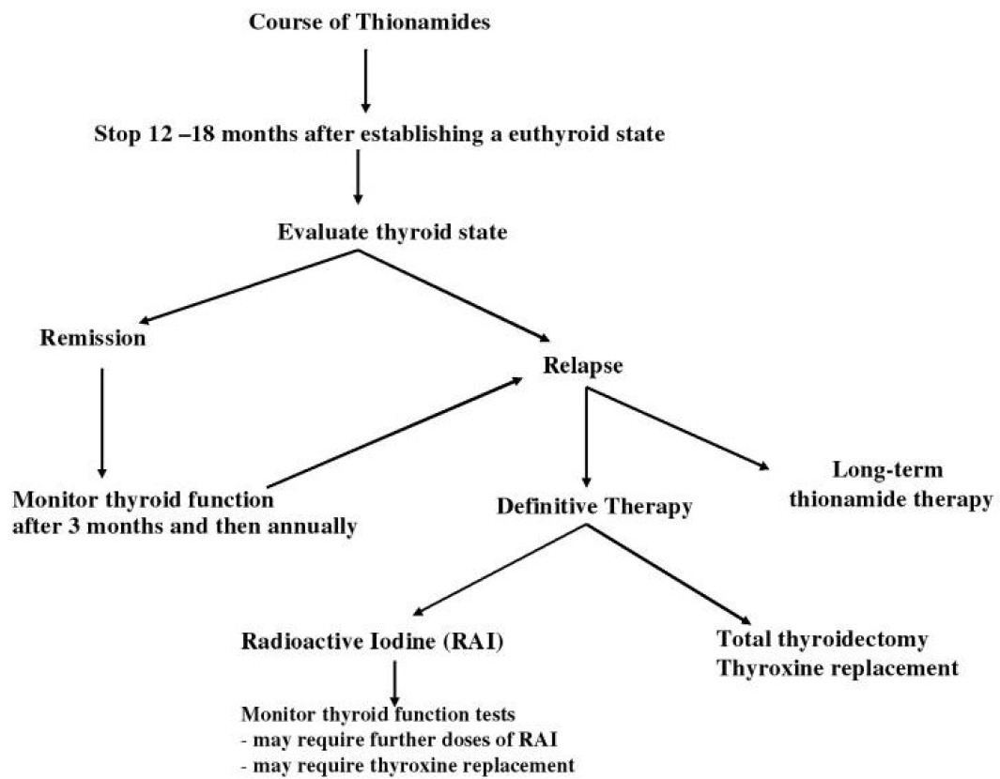 Course of Thionamides
Stop 12 –18 months after establishing a euthyroid state
Evaluate thyroid state
Remission
Relapse
Monitor thyroid function
after 3 months and then annually
Long-term
thionamide therapy
Definitive Therapy
Radioactive Iodine (RAI)
Total thyroidectomy
Thyroxine replacement
Monitor thyroid function tests
- may require further doses of RAI
- may require thyroxine replacement